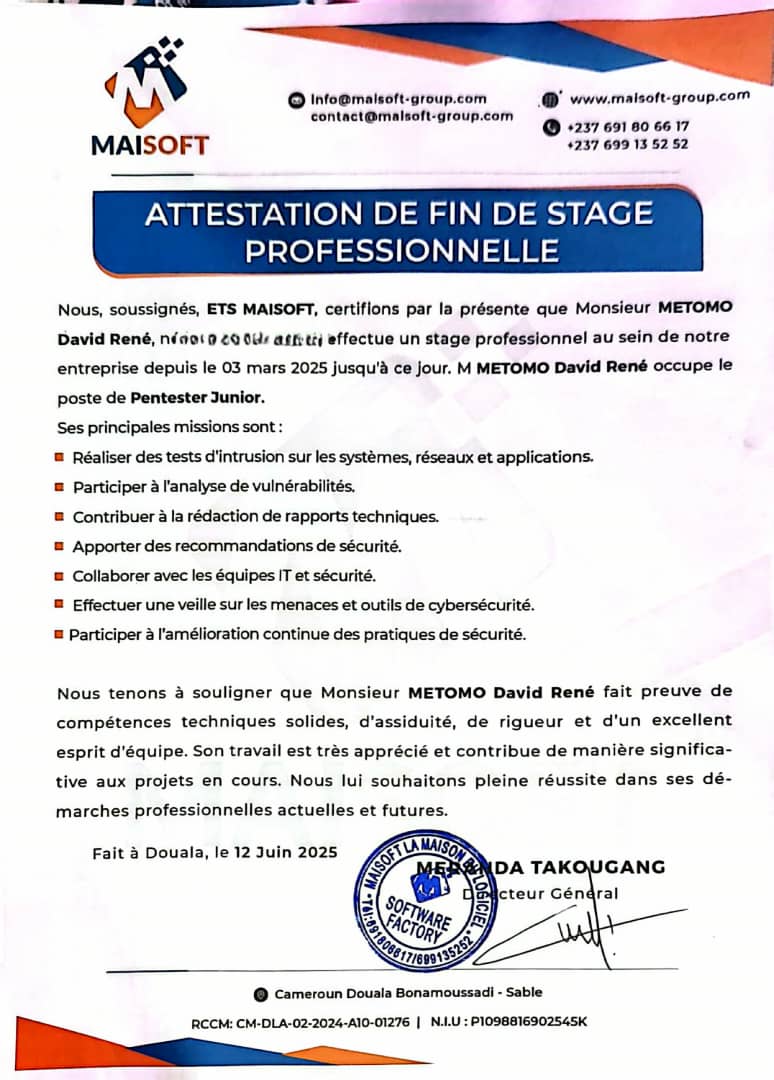 MAISOFT
Info@maisoft-group.com
contact@maisoft-group.com
www.maisoft-group.com
+237 691 80 66 17
+237 699 13 52 52
ATTESTATION DE FIN DE STAGE
PROFESSIONNELLE
Nous, soussignés, ETS MAISOFT, certifions par la présente que Monsieur METOMO
David René, effectue un stage professionnel au sein de notre
entreprise depuis le 03 mars 2025 jusqu'à ce jour. M METOMO David René occupe le
poste de Pentester Junior.
Ses principales missions sont :
Réaliser des tests d'intrusion sur les systèmes, réseaux et applications.
Participer à l'analyse de vulnérabilités.
Contribuer à la rédaction de rapports techniques.
Apporter des recommandations de sécurité.
Collaborer avec les équipes IT et sécurité.
Effectuer une veille sur les menaces et outils de cybersécurité.
Participer à l'amélioration continue des pratiques de sécurité.
Nous tenons à souligner que Monsieur METOMO David René fait preuve de
compétences techniques solides, d'assiduité, de rigueur et d'un excellent
esprit d'équipe. Son travail est très apprécié et contribue de manière significa-
tive aux projets en cours. Nous lui souhaitons pleine réussite dans ses dé-
marches professionnelles actuelles et futures.
Fait à Douala, le 12 Juin 2025
TAKOUGANG
Directeur Général
MAISOFT LA MAISON DU LOGICIEL
SOFTWARE
FACTORY
Tél:691806617/699135252
Cameroun Douala Bonamoussadi - Sable
RCCM: CM-DLA-02-2024-A10-01276 | N.I.U : P1098816902545K